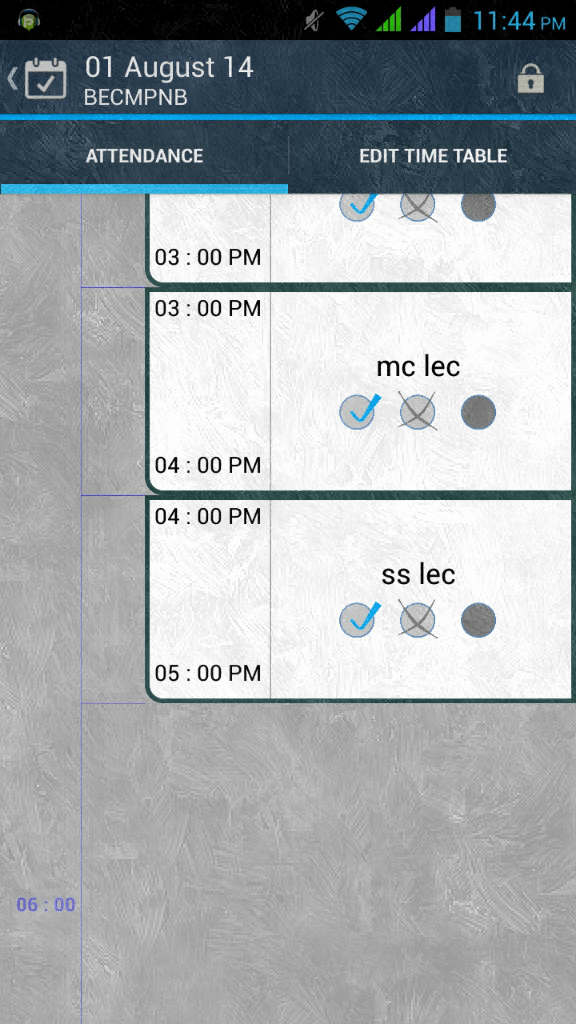 11:44 PM
01 August 14
BECMPNB
ATTENDANCE
EDIT TIME TABLE
03 : 00 PM
03 : 00 PM
mc lec
04 : 00 PM
04 : 00 PM
ss lec
05 : 00 PM
06 : 00